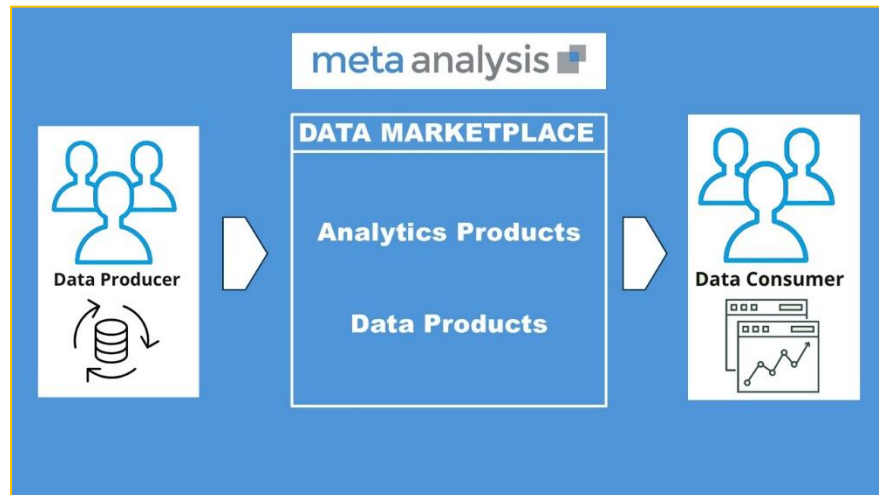 meta analysis
DATA MARKETPLACE
Data Producer
Analytics Products
Data Products
Data Consumer